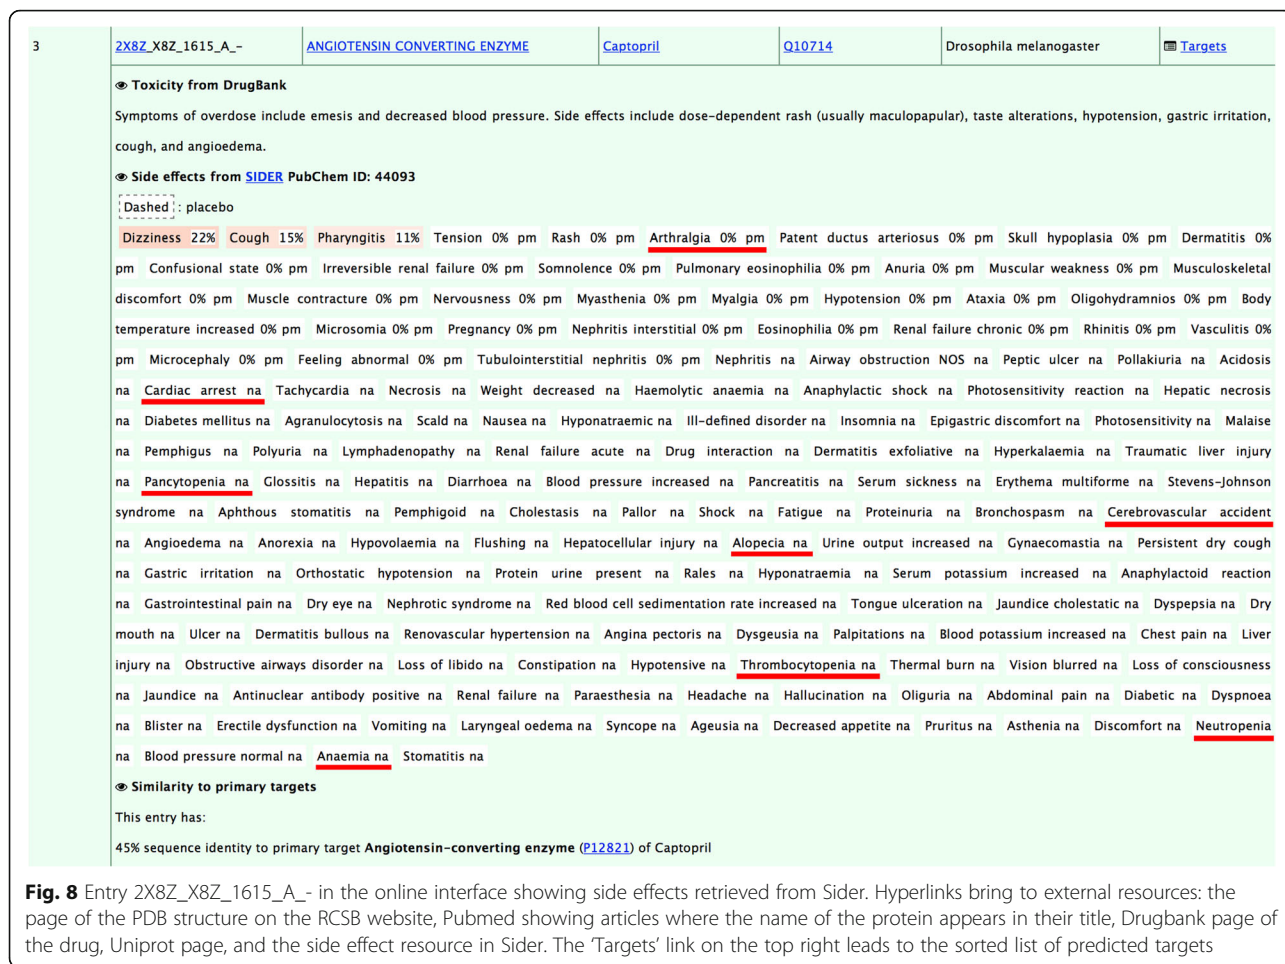 3 2X8Z_X8Z_1615_A_- ANGIOTENSIN CONVERTING ENZYME Captopril Q10714 Drosophila melanogaster Targets
Toxicity from DrugBank
Symptoms of overdose include emesis and decreased blood pressure. Side effects include dose-dependent rash (usually maculopapular), taste alterations, hypotension, gastric irritation,
cough, and angioedema.
Side effects from SIDER PubChem ID: 44093
Dashed : placebo
Dizziness 22% Cough 15% Pharyngitis 11% Tension 0% pm Rash 0% pm Arthralgia 0% pm Patent ductus arteriosus 0% pm Skull hypoplasia 0% pm Dermatitis 0%
pm Confusional state 0% pm Irreversible renal failure 0% pm Somnolence 0% pm Pulmonary eosinophilia 0% pm Anuria 0% pm Muscular weakness 0% pm Musculoskeletal
discomfort 0% pm Muscle contracture 0% pm Nervousness 0% pm Myasthenia 0% pm Myalgia 0% pm Hypotension 0% pm Ataxia 0% pm Oligohydramnios 0% pm Body
temperature increased 0% pm Microsomia 0% pm Pregnancy 0% pm Nephritis interstitial 0% pm Eosinophilia 0% pm Renal failure chronic 0% pm Rhinitis 0% pm Vasculitis 0%
pm Microcephaly 0% pm Feeling abnormal 0% pm Tubulointerstitial nephritis 0% pm Nephritis na Airway obstruction NOS na Peptic ulcer na Pollakiuria na Acidosis
na Cardiac arrest na Tachycardia na Necrosis na Weight decreased na Haemolytic anaemia na Anaphylactic shock na Photosensitivity reaction na Hepatic necrosis
na Diabetes mellitus na Agranulocytosis na Scald na Nausea na Hyponatraemic na Ill-defined disorder na Insomnia na Epigastric discomfort na Photosensitivity na Malaise
na Pemphigus na Polyuria na Lymphadenopathy na Renal failure acute na Drug interaction na Dermatitis exfoliative na Hyperkalaemia na Traumatic liver injury
na Pancytopenia na Glossitis na Hepatitis na Diarrhoea na Blood pressure increased na Pancreatitis na Serum sickness na Erythema multiforme na Stevens-Johnson
syndrome na Aphthous stomatitis na Pemphigoid na Cholestasis na Pallor na Shock na Fatigue na Proteinuria na Bronchospasm na Cerebrovascular accident
na Angioedema na Anorexia na Hypovolaemia na Flushing na Hepatocellular injury na Alopecia na Urine output increased na Gynaecomastia na Persistent dry cough
na Gastric irritation na Orthostatic hypotension na Protein urine present na Rales na Hyponatraemia na Serum potassium increased na Anaphylactoid reaction
na Gastrointestinal pain na Dry eye na Nephrotic syndrome na Red blood cell sedimentation rate increased na Tongue ulceration na Jaundice cholestatic na Dyspepsia na Dry
mouth na Ulcer na Dermatitis bullous na Renovascular hypertension na Angina pectoris na Dysgeusia na Palpitations na Blood potassium increased na Chest pain na Liver
injury na Obstructive airways disorder na Loss of libido na Constipation na Hypotensive na Thrombocytopenia na Thermal burn na Vision blurred na Loss of consciousness
na Jaundice na Antinuclear antibody positive na Renal failure na Paraesthesia na Headache na Hallucination na Oliguria na Abdominal pain na Diabetic na Dyspnoea
na Blister na Erectile dysfunction na Vomiting na Laryngeal oedema na Syncope na Ageusia na Decreased appetite na Pruritus na Asthenia na Discomfort na Neutropenia
na Blood pressure normal na Anaemia na Stomatitis na
Similarity to primary targets
This entry has:
45% sequence identity to primary target Angiotensin-converting enzyme (P12821) of Captopril
Fig. 8 Entry 2X8Z_X8Z_1615_A_- in the online interface showing side effects retrieved from Sider. Hyperlinks bring to external resources: the
page of the PDB structure on the RCSB website, Pubmed showing articles where the name of the protein appears in their title, Drugbank page of
the drug, Uniprot page, and the side effect resource in Sider. The ‘Targets’ link on the top right leads to the sorted list of predicted targets